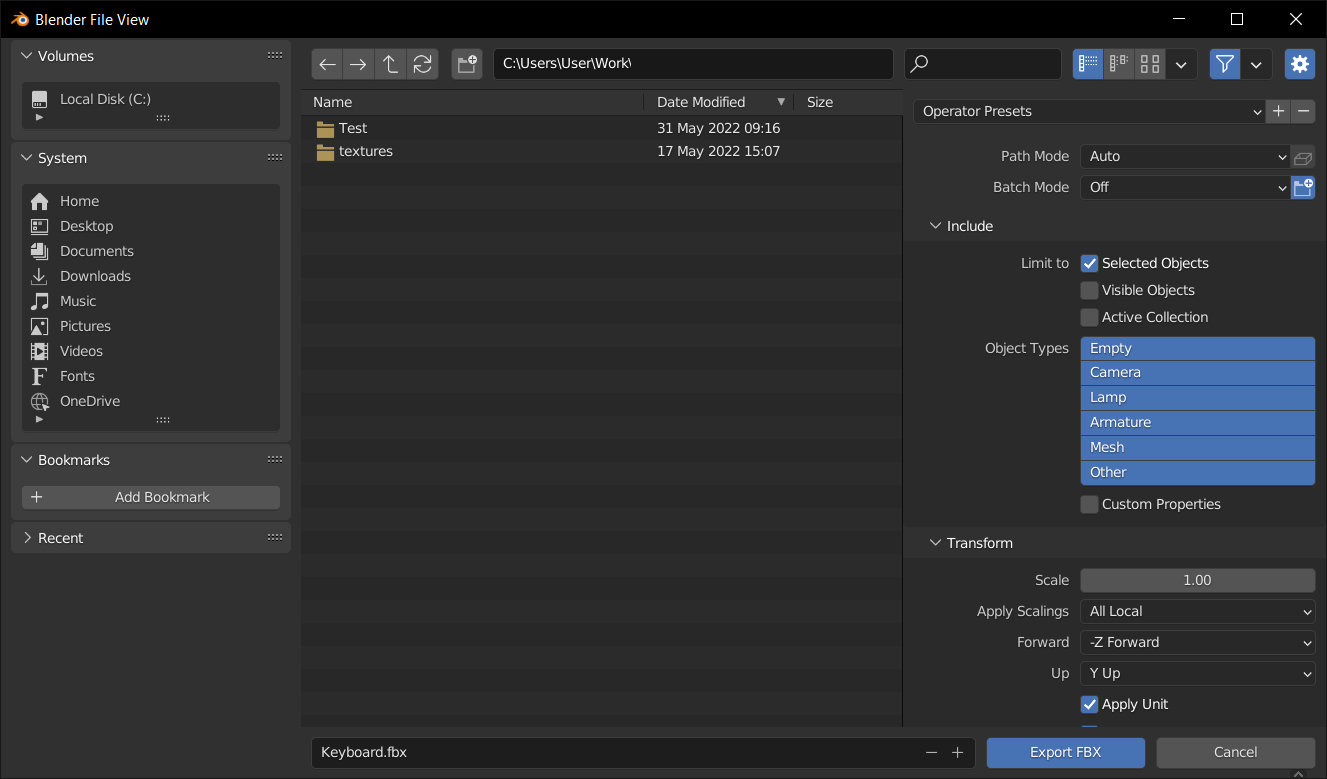 Blender File View
Volumes
Local Disk (C:)
System
Home
Desktop
Documents
Downloads
Music
Pictures
Videos
Fonts
OneDrive
Bookmarks
Add Bookmark
Recent
C:\Users\User\Work\
Name Date Modified Size
Test 31 May 2022 09:16
textures 17 May 2022 15:07
Operator Presets
Path Mode Auto
Batch Mode Off
Include
Limit to Selected Objects
Visible Objects
Active Collection
Object Types Empty
Camera
Lamp
Armature
Mesh
Other
Custom Properties
Transform
Scale 1.00
Apply Scalings All Local
Forward -Z Forward
Up Y Up
Apply Unit
Keyboard.fbx
Export FBX
Cancel